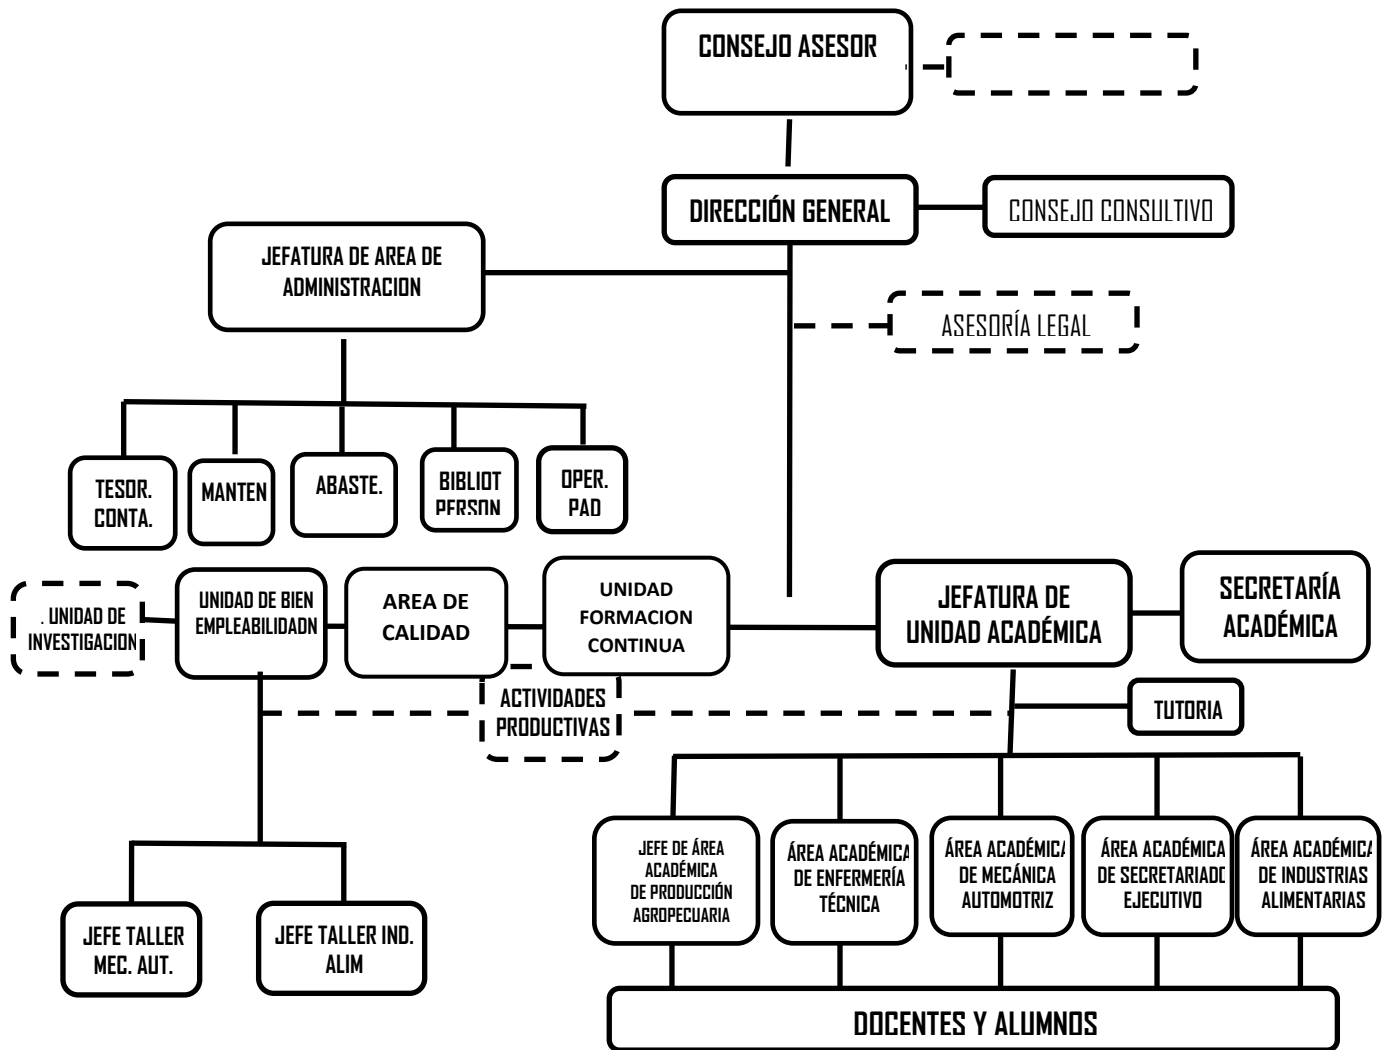 CONSEJO ASESOR
DIRECCIÓN GENERAL
CONSEJO CONSULTIVO
JEFATURA DE AREA DE
ADMINISTRACION
ASESORÍA LEGAL
TESOR.
CONTA.
MANTEN
ABASTE.
BIBLIOT
PERSON
OPER.
PAD
. UNIDAD DE
INVESTIGACION
UNIDAD DE BIEN
EMPLEABILIDADN
AREA DE
CALIDAD
UNIDAD
FORMACION
CONTINUA
JEFATURA DE
UNIDAD ACADÉMICA
SECRETARÍA
ACADÉMICA
ACTIVIDADES
PRODUCTIVAS
TUTORIA
JEFE DE ÁREA
ACADÉMICA
DE PRODUCCIÓN
AGROPECUARIA
ÁREA ACADÉMICA
DE ENFERMERÍA
TÉCNICA
ÁREA ACADÉMICA
DE MECÁNICA
AUTOMOTRIZ
ÁREA ACADÉMICA
DE SECRETARIADO
EJECUTIVO
ÁREA ACADÉMICA
DE INDUSTRIAS
ALIMENTARIAS
JEFE TALLER
MEC. AUT.
JEFE TALLER IND.
ALIM
DOCENTES Y ALUMNOS